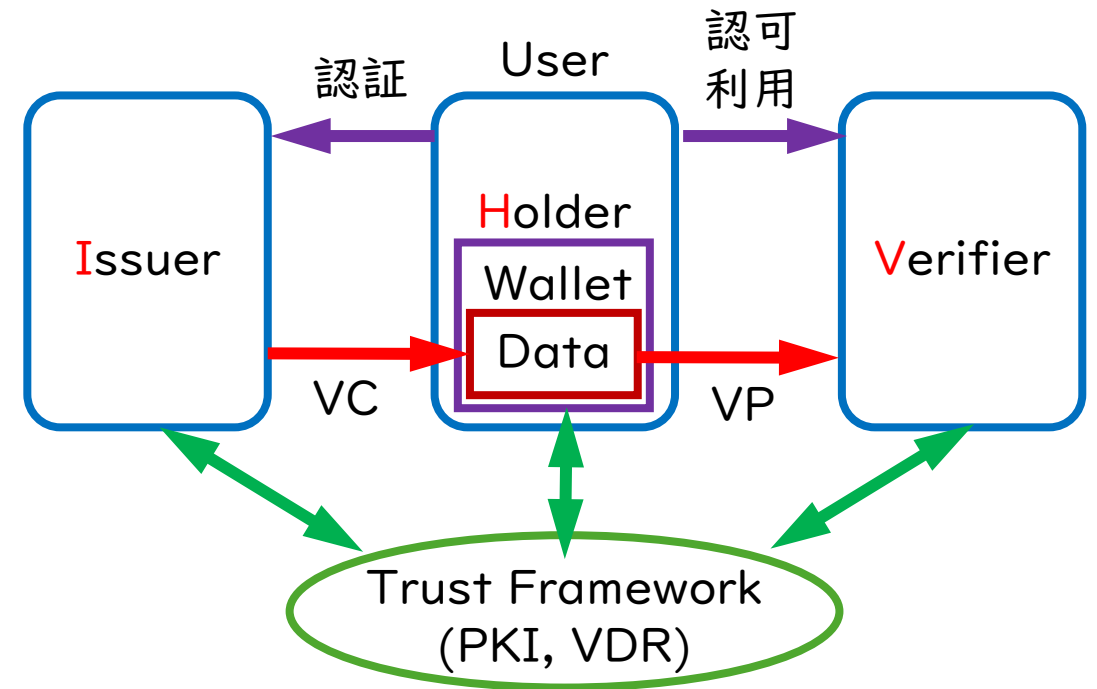 認証
User
認可
利用
Issuer
Holder
Wallet
Data
Verifier
VC
VP
Trust Framework
(PKI, VDR)